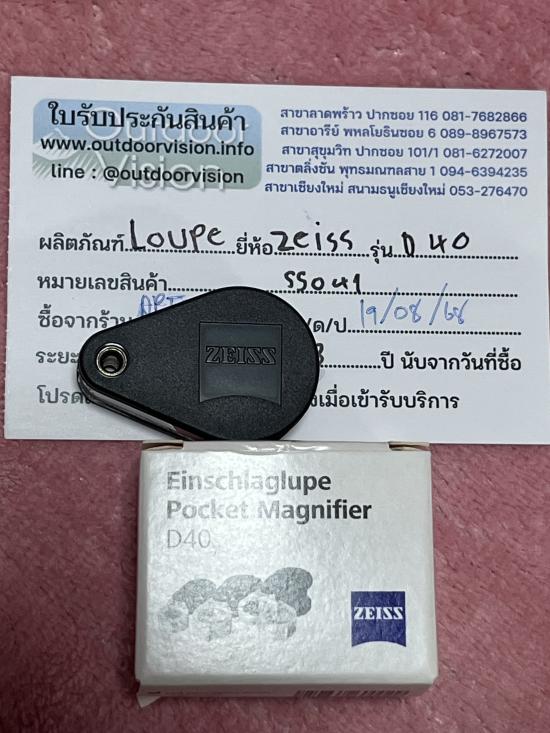 ใบรับประกันสินค้า
Outdoor Vision
www.outdoorvision.info
line : @outdoorvision
สาขาลาดพร้าว ปากซอย 116 081-7682866
สาขาอารีย์ พหลโยธินซอย 6 089-8967573
สาขาสุขุมวิท ปากซอย 101/1 081-6272007
สาขาตลิ่งชัน พุทธมณฑลสาย 1 094-6394235
สาขาเชียงใหม่ สนามธนูเชียงใหม่ 053-276470
ผลิตภัณฑ์ Loupe ยี่ห้อ Zeiss รุ่น D 40
หมายเลขสินค้า SS041
ซื้อจากร้าน /ด/ป 19/08/68
ระยะ ปี นับจากวันที่ซื้อ
โปรด งเมื่อเข้ารับบริการ
ZEISS
Einschlaglupe
Pocket Magnifier
D40
ZEISS